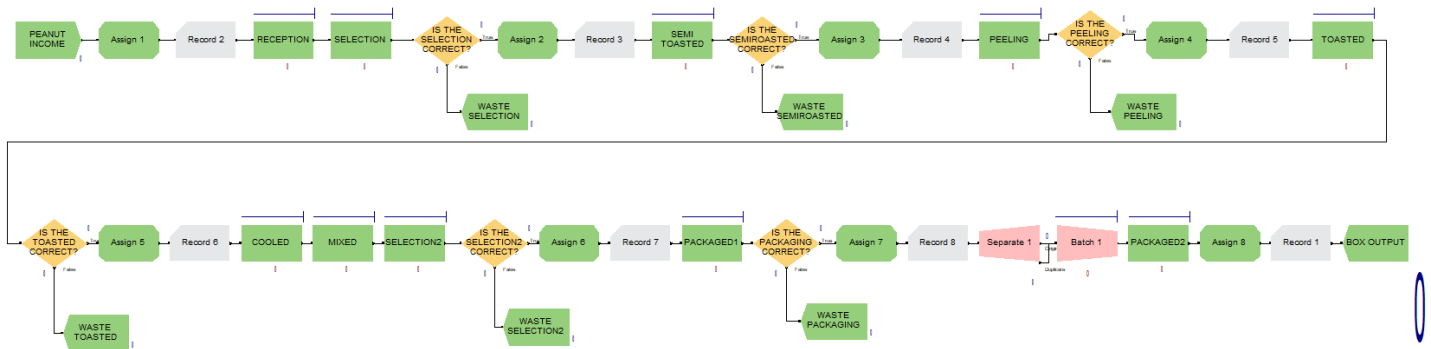 PEANUT
INCOME
Assign 1
Record 2
RECEPTION
SELECTION
IS THE
SELECTION
CORRECT?
True
False
WASTE
SELECTION
Assign 2
Record 3
SEMI
TOASTED
IS THE
SEMIROASTED
CORRECT?
True
False
WASTE
SEMIROASTED
Assign 3
Record 4
PEELING
IS THE
PEELING
CORRECT?
True
False
WASTE
PEELING
Assign 4
Record 5
TOASTED
IS THE
TOASTED
CORRECT?
True
False
WASTE
TOASTED
Assign 5
Record 6
COOLED
MIXED
SELECTION2
IS THE
SELECTION2
CORRECT?
True
False
WASTE
SELECTION2
Assign 6
Record 7
PACKAGED1
IS THE
PACKAGING
CORRECT?
True
False
WASTE
PACKAGING
Assign 7
Record 8
Separate 1
Duplicate
Batch 1
PACKAGED2
Assign 8
Record 1
BOX OUTPUT
0